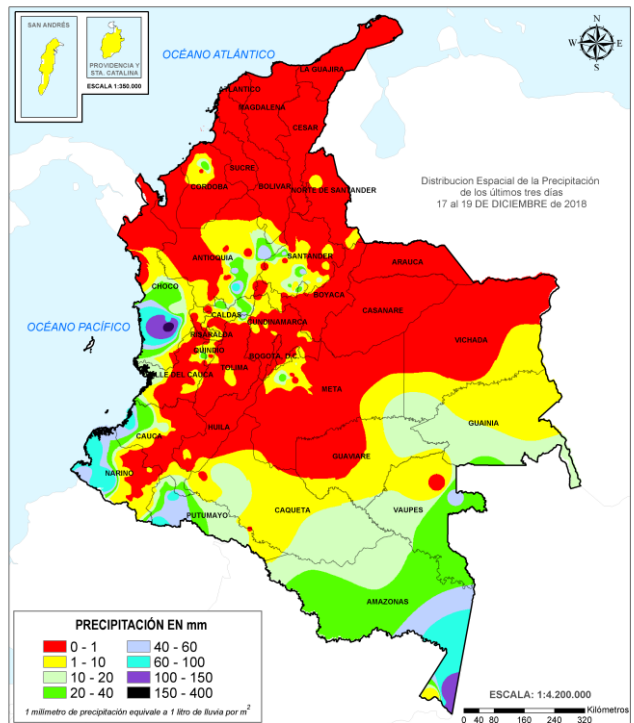 SAN ANDRÉS
PROVIDENCIA Y
STA. CATALINA
ESCALA 1:350.000
OCÉANO ATLÁNTICO
N
W
E
S
LA GUAJIRA
ATLANTICO
MAGDALENA
CESAR
SUCRE
CORDOBA
BOLIVAR
NORTE DE SANTANDER
Distribucion Espacial de la Precipitación
de los últimos tres días
17 al 19 DE DICIEMBRE de 2018
ANTIOQUIA
SANTANDER
ARAUCA
CHOCO
BOYACA
CASANARE
OCÉANO PACÍFICO
CALDAS
CUNDINAMARCA
RISARALDA
VICHADA
QUINDIO
BOGOTA, D.C.
TOLIMA
VALLE DEL CAUCA
META
GUAINIA
CAUCA
HUILA
GUAVIARE
NARIÑO
PUTUMAYO
CAQUETA
VAUPES
AMAZONAS
PRECIPITACIÓN EN mm
0 - 1
1 - 10
10 - 20
20 - 40
40 - 60
60 - 100
100 - 150
150 - 400
1 milímetro de precipitación equivale a 1 litro de lluvia por m2
ESCALA: 1:4.200.000
Kilómetros
0 40 80 160 240 320